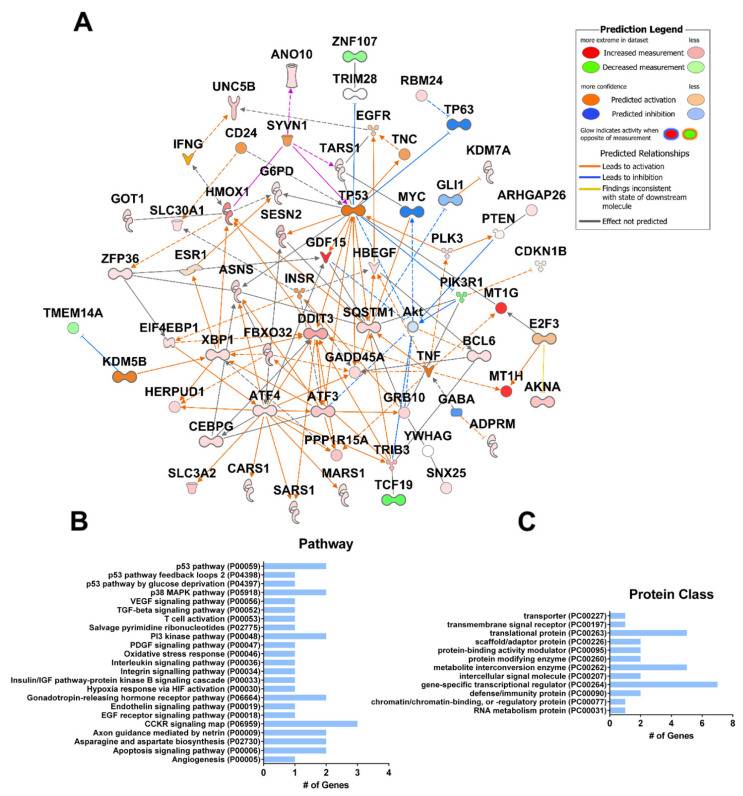 A
ZNF107
ANO10
TRIM28
RBM24
UNC5B
EGFR
TP63
SYVN1
CD24
TNC
IFNG
TARS1
KDM7A
G6PD
HMOX1
TP53
MYC
GLI1
GOT1
ARHGAP26
SLC30A1
SESN2
PTEN
GDF15
PLK3
CDKN1B
ZFP36
ESR1
HBEGF
ASNS
INSR
PIK3R1
MT1G
TMEM14A
DDIT3
SQSTM1
Akt
E2F3
EIF4EBP1
FBXO32
XBP1
BCL6
GADD45A
TNF
KDM5B
MT1H
AKNA
HERPUD1
ATF4
ATF3
GRB10
GABA
CEBPG
ADPRM
PPP1R15A
YWHAG
TRIB3
SLC3A2
CARS1
MARS1
SNX25
SARS1
TCF19
Prediction Legend
more extreme in dataset less
Increased measurement
Decreased measurement
more confidence less
Predicted activation
Predicted inhibition
Glow indicates activity when
opposite of measurement
Predicted Relationships
Leads to activation
Leads to inhibition
Findings inconsistent
with state of downstream
molecule
Effect not predicted
B
Pathway
p53 pathway (P00059)
p53 pathway feedback loops 2 (P04398)
p53 pathway by glucose deprivation (P04397)
p38 MAPK pathway (P05918)
VEGF signaling pathway (P00056)
TGF-beta signaling pathway (P00052)
T cell activation (P00053)
Salvage pyrimidine ribonucleotides (P02775)
PI3 kinase pathway (P00048)
PDGF signaling pathway (P00047)
Oxidative stress response (P00046)
Interleukin signaling pathway (P00036)
Integrin signalling pathway (P00034)
Insulin/IGF pathway-protein kinase B signaling cascade (P00033)
Hypoxia response via HIF activation (P00030)
Gonadotropin-releasing hormone receptor pathway (P06664)
Endothelin signaling pathway (P00019)
EGF receptor signaling pathway (P00018)
CCKR signaling map (P06959)
Axon guidance mediated by netrin (P00009)
Asparagine and aspartate biosynthesis (P02730)
Apoptosis signaling pathway (P00006)
Angiogenesis (P00005)
0 1 2 3 4
# of Genes
C
Protein Class
transporter (PC00227)
transmembrane signal receptor (PC00197)
translational protein (PC00263)
scaffold/adaptor protein (PC00226)
protein-binding activity modulator (PC00095)
protein modifying enzyme (PC00260)
metabolite interconversion enzyme (PC00262)
intercellular signal molecule (PC00207)
gene-specific transcriptional regulator (PC00264)
defense/immunity protein (PC00090)
chromatin/chromatin-binding, or -regulatory protein (PC00077)
RNA metabolism protein (PC00031)
0 2 4 6 8
# of Genes